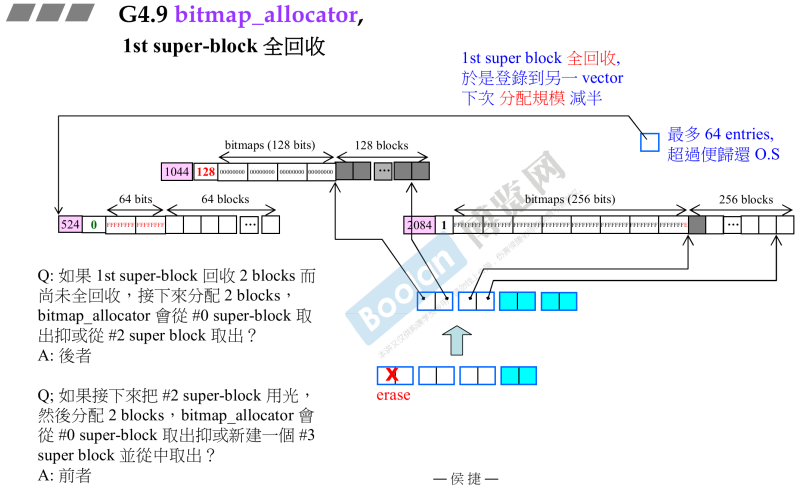 G4.9 bitmap_allocator,
1st super-block 全回收
1st super block 全回收,
於是登錄到另一 vector
下次 分配規模 減半
最多 64 entries,
超過便歸還 O.S
bitmaps (128 bits)
128 blocks
1044
128
00000000 00000000 00000000 00000000
...
64 bits
64 blocks
524
0
FFFFFFFF FFFFFFFF
...
bitmaps (256 bits)
256 blocks
2084
1
FFFFFFFF FFFFFFFF FFFFFFFF FFFFFFFF FFFFFFFF FFFFFFFF FFFFFFFF
...
Boolan 博览网
Q: 如果 1st super-block 回收 2 blocks 而
尚未全回收，接下來分配 2 blocks，
bitmap_allocator 會從 #0 super-block 取
出抑或從 #2 super block 取出？
A: 後者
Q; 如果接下來把 #2 super-block 用光，
然後分配 2 blocks，bitmap_allocator 會
從 #0 super-block 取出抑或新建一個 #3
super block 並從中取出？
A: 前者
X
erase
— 侯 捷 —